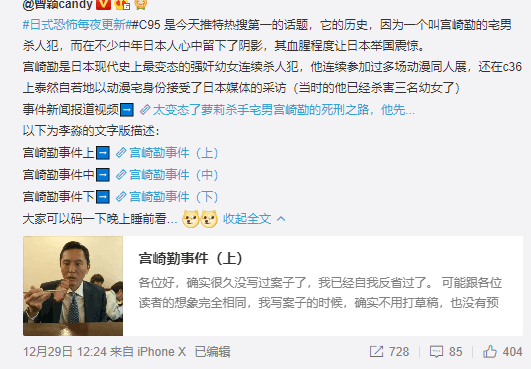 @曾颖candy
#日式恐怖每夜更新##C95 是今天推特热搜第一的话题，它的历史，因为一个叫宫崎勤的宅男
杀人犯，而在不少中年日本人心中留下了阴影，其血腥程度让日本举国震惊。
宫崎勤是日本现代史上最变态的强奸幼女连续杀人犯，他连续参加过多场动漫同人展，还在c36
上泰然自若地以动漫宅身份接受了日本媒体的采访（当时的他已经杀害三名幼女了）
事件新闻报道视频➡ 太变态了萝莉杀手宅男宫崎勤的死刑之路，他先...
以下为李淼的文字版描述：
宫崎勤事件上➡ 宫崎勤事件（上）
宫崎勤事件中➡ 宫崎勤事件（中）
宫崎勤事件下➡ 宫崎勤事件（下）
大家可以码一下晚上睡前看... 收起全文
宫崎勤事件（上）
各位好，确实很久没写过案子了，我已经自我反省过了。 可能跟各位
读者的想象完全相同，我写案子的时候，确实不用打草稿，也没有预
12月29日 12:24 来自 iPhone X 已编辑
728 85 404